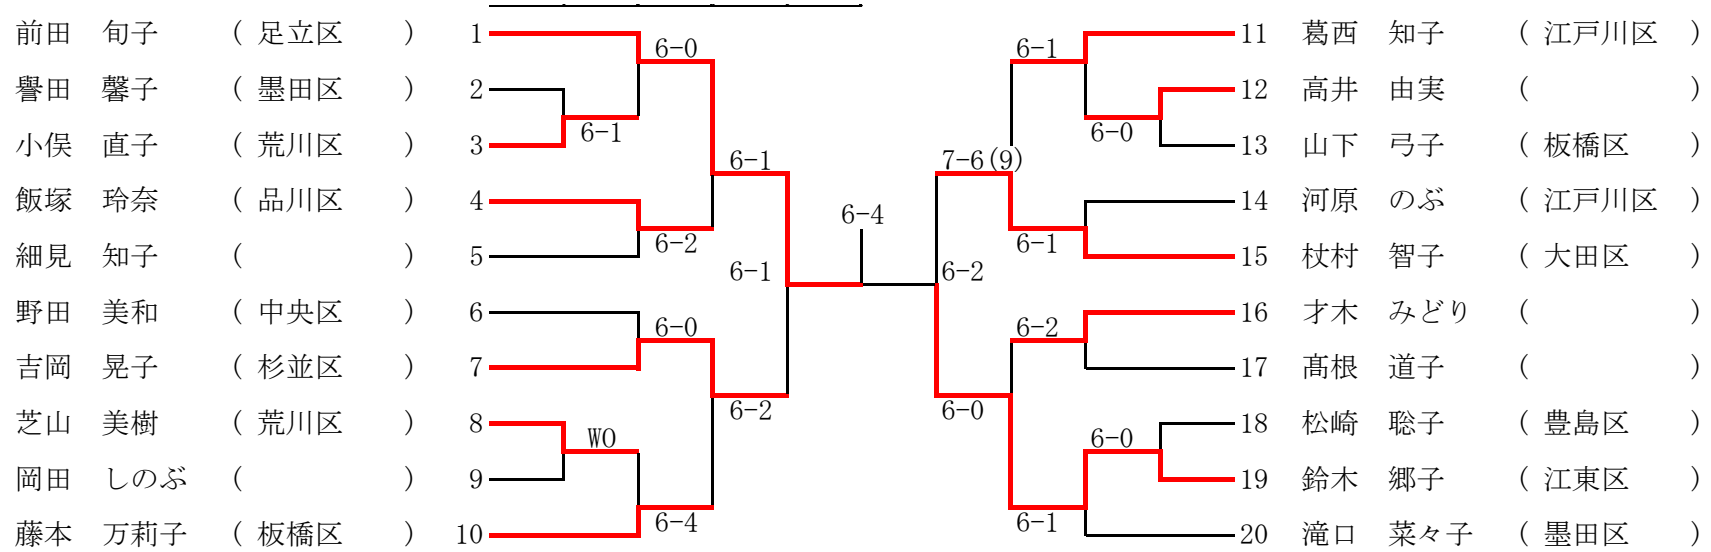 前田 旬子 ( 足立区 ) 1 6-0 6-1 11 葛西 知子 ( 江戸川区 )
譽田 馨子 ( 墨田区 ) 2 12 高井 由実 ( )
6-1 6-0
小俣 直子 ( 荒川区 ) 3 13 山下 弓子 ( 板橋区 )
6-1 7-6(9)
飯塚 玲奈 ( 品川区 ) 4 14 河原 のぶ ( 江戸川区 )
6-4
6-2 6-1
細見 知子 ( ) 5 15 杖村 智子 ( 大田区 )
6-1 6-2
野田 美和 ( 中央区 ) 6 16 才木 みどり ( )
6-0 6-2
吉岡 晃子 ( 杉並区 ) 7 17 髙根 道子 ( )
6-2 6-0
芝山 美樹 ( 荒川区 ) 8 18 松崎 聡子 ( 豊島区 )
WO 6-0
岡田 しのぶ ( ) 9 19 鈴木 郷子 ( 江東区 )
6-4 6-1
藤本 万莉子 ( 板橋区 ) 10 20 滝口 菜々子 ( 墨田区 )